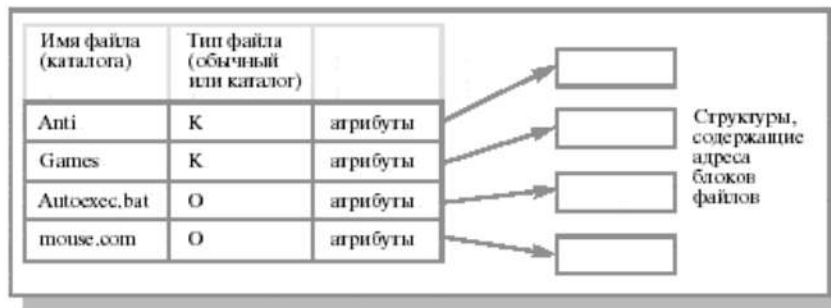 Имя файла
(каталога)
Тип файла
(обычный
или каталог)
Anti
К
атрибуты
Games
К
атрибуты
Autoexec.bat
О
атрибуты
mouse.com
О
атрибуты
Структуры,
содержащие
адреса
блоков
файлов